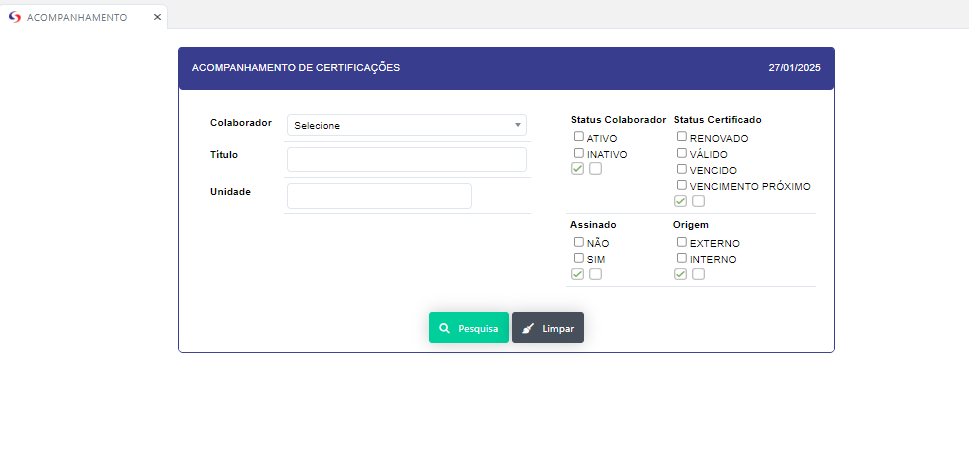 ACOMPANHAMENTO
ACOMPANHAMENTO DE CERTIFICAÇÕES 27/01/2025
Colaborador Selecione
Título
Unidade
Status Colaborador
ATIVO
INATIVO
Status Certificado
RENOVADO
VÁLIDO
VENCIDO
VENCIMENTO PRÓXIMO
Assinado
NÃO
SIM
Origem
EXTERNO
INTERNO
Pesquisa Limpar